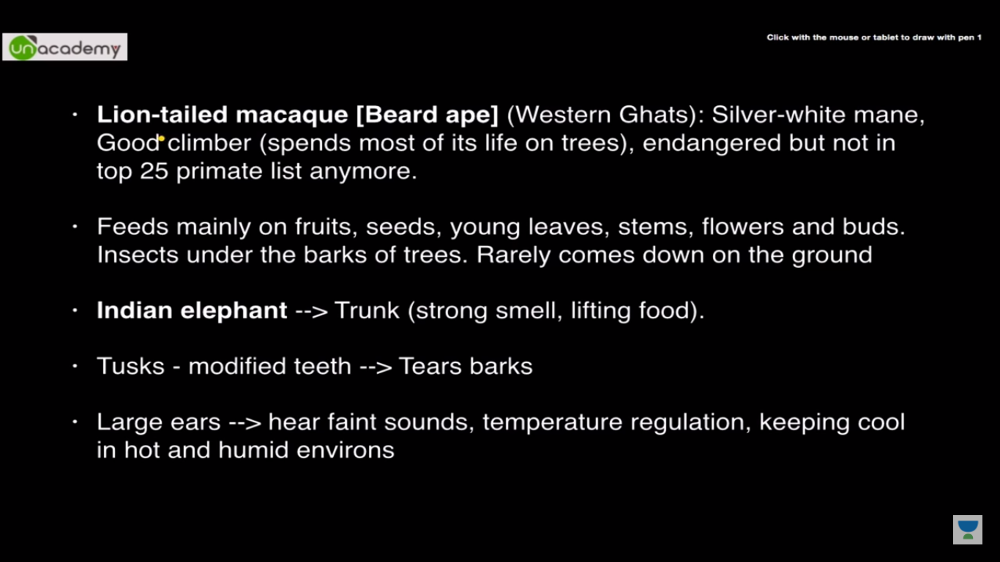 unacademy
Click with the mouse or tablet to draw with pen 1
• Lion-tailed macaque [Beard ape] (Western Ghats): Silver-white mane,
Good climber (spends most of its life on trees), endangered but not in
top 25 primate list anymore.
• Feeds mainly on fruits, seeds, young leaves, stems, flowers and buds.
Insects under the barks of trees. Rarely comes down on the ground
• Indian elephant --> Trunk (strong smell, lifting food).
• Tusks - modified teeth --> Tears barks
• Large ears --> hear faint sounds, temperature regulation, keeping cool
in hot and humid environs